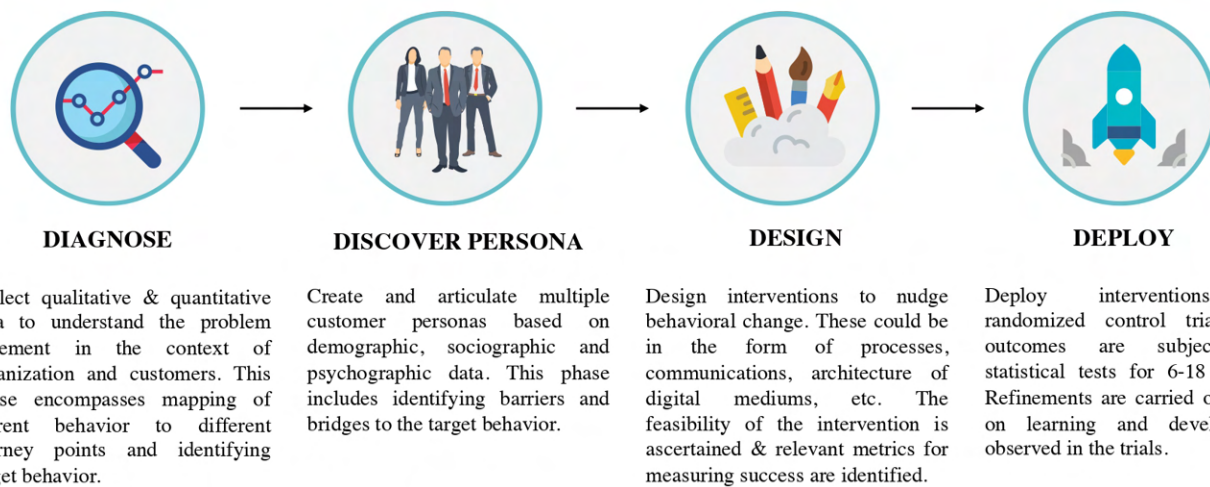 DIAGNOSE
lect qualitative & quantitative
a to understand the problem
ement in the context of
anization and customers. This
se encompasses mapping of
rent behavior to different
rney points and identifying
get behavior.
DISCOVER PERSONA
Create and articulate multiple
customer personas based on
demographic, sociographic and
psychographic data. This phase
includes identifying barriers and
bridges to the target behavior.
DESIGN
Design interventions to nudge
behavioral change. These could be
in the form of processes,
communications, architecture of
digital mediums, etc. The
feasibility of the intervention is
ascertained & relevant metrics for
measuring success are identified.
DEPLOY
Deploy interventions
randomized control tria
outcomes are subjec
statistical tests for 6-18
Refinements are carried o
on learning and devel
observed in the trials.